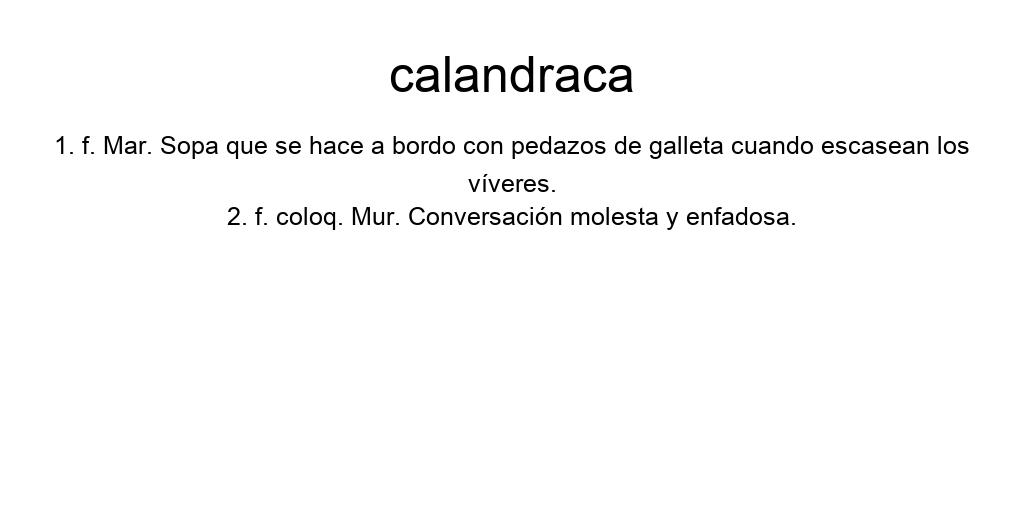 calandraca
1. f. Mar. Sopa que se hace a bordo con pedazos de galleta cuando escasean los
víveres.
2. f. coloq. Mur. Conversación molesta y enfadosa.